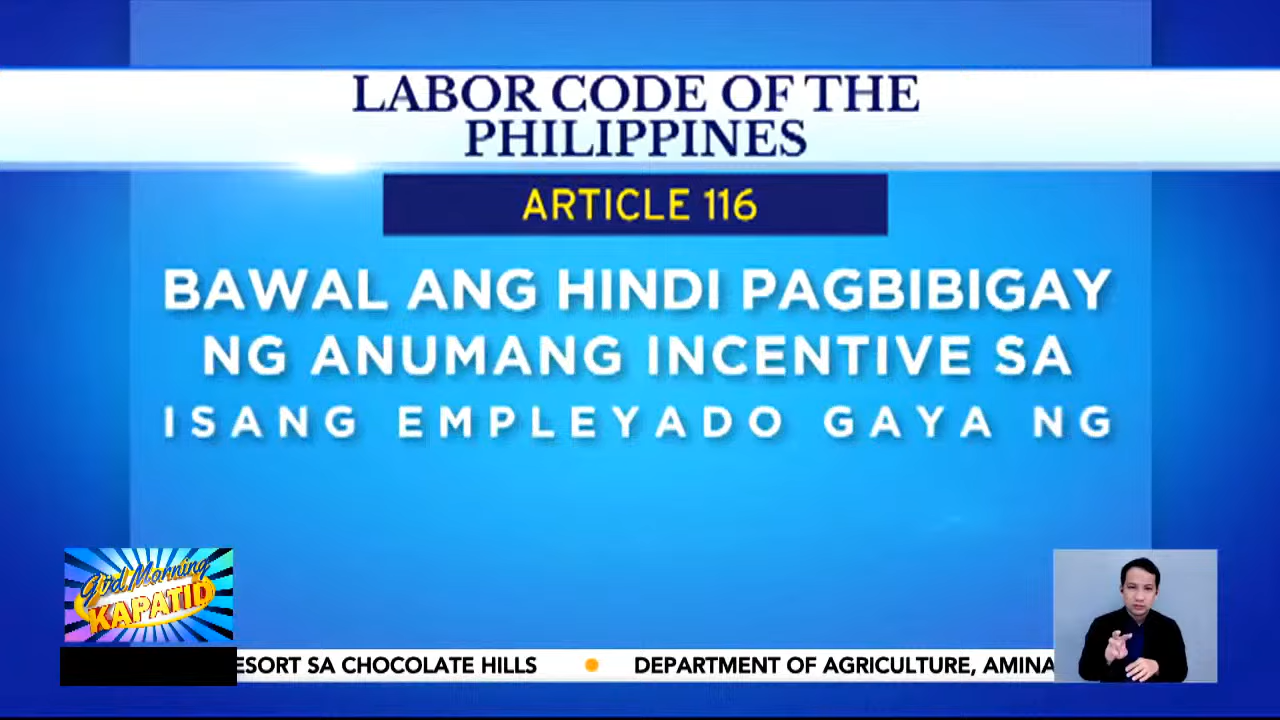 LABOR CODE OF THE
PHILIPPINES
ARTICLE 116
BAWAL ANG HINDI PAGBIBIGAY
NG ANUMANG INCENTIVE SA
ISANG EMPLEYADO GAYA NG
Gud Morning
KAPATID
ESORT SA CHOCOLATE HILLS
DEPARTMENT OF AGRICULTURE, AMINA